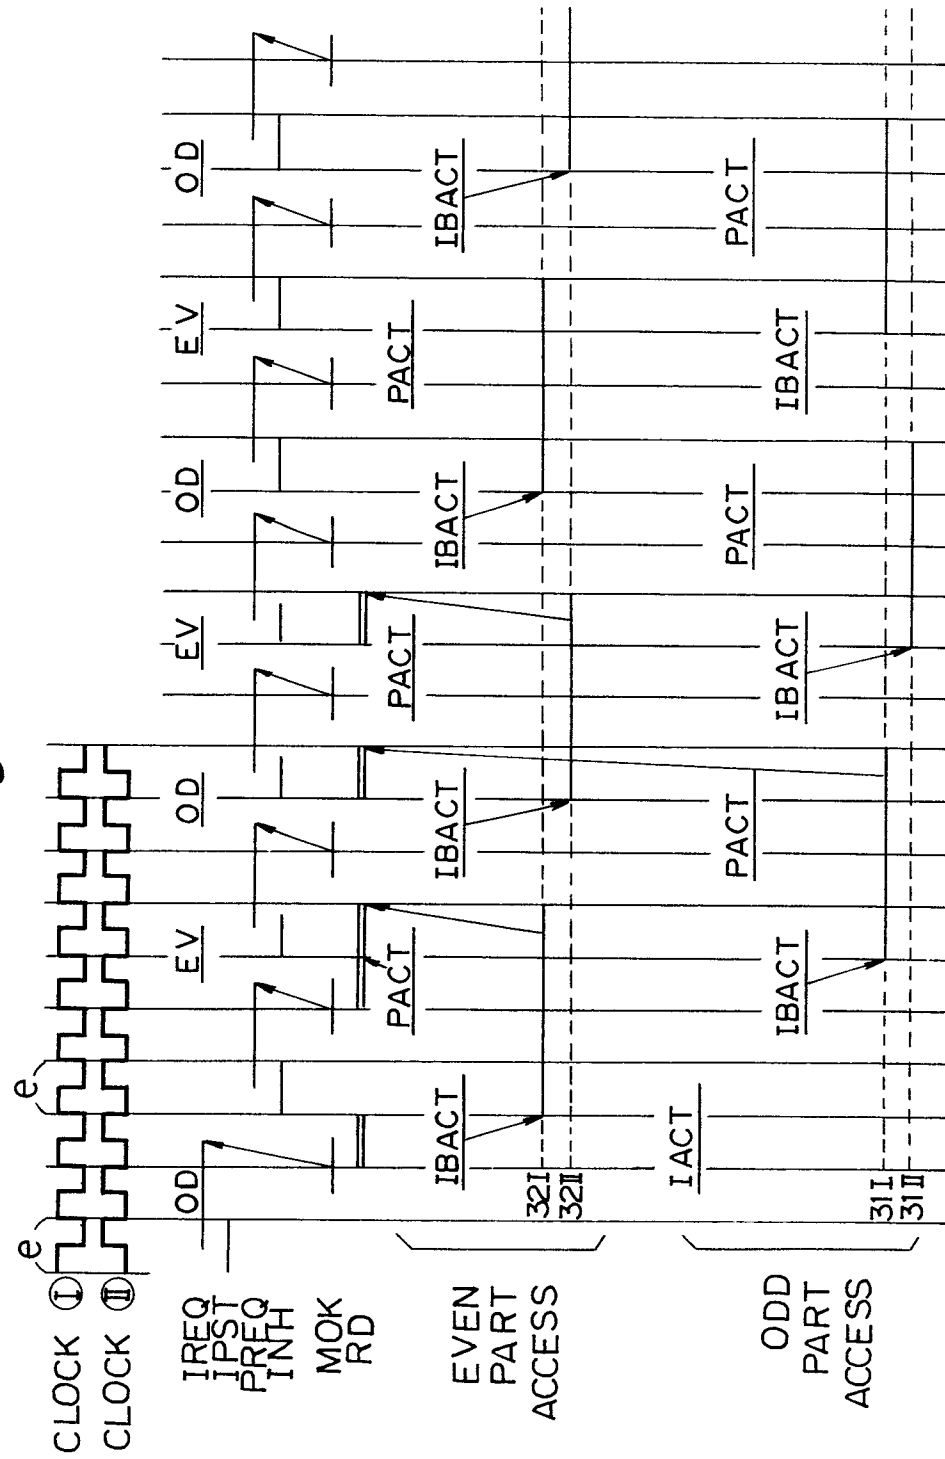 CLOCK Ⓘ
e
e
CLOCK Ⓘ︎Ⅱ
IREQ
OD
EV
OD
EV
OD
EV
OD
IPST
PREQ
INH
MOK
RD
PACT
PACT
PACT
EVEN
PART
ACCESS
IBACT
IBACT
IBACT
IBACT
32Ⅰ
32Ⅱ
ODD
PART
ACCESS
IACT
PACT
PACT
PACT
IBACT
IBACT
IBACT
31Ⅰ
31Ⅱ